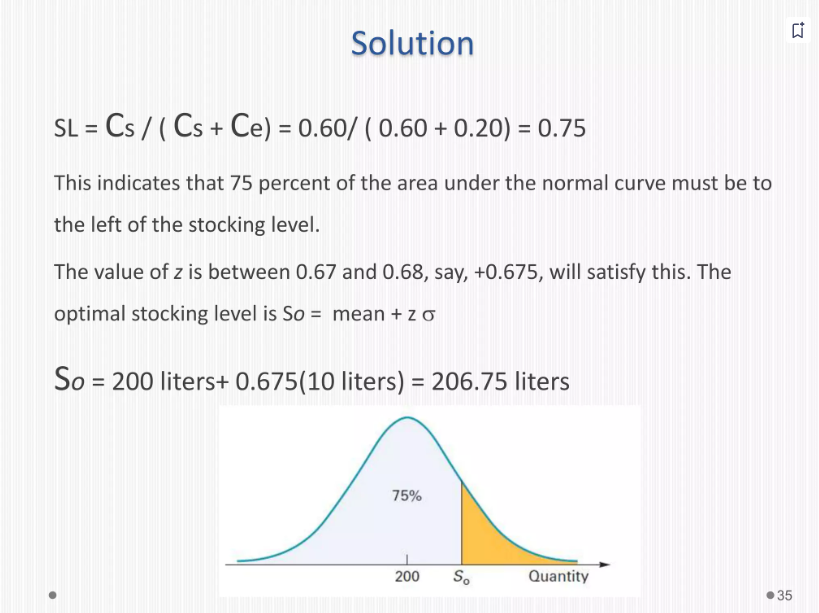 Solution
SL = Cs / ( Cs + Ce) = 0.60/ ( 0.60 + 0.20) = 0.75
This indicates that 75 percent of the area under the normal curve must be to
the left of the stocking level.
The value of z is between 0.67 and 0.68, say, +0.675, will satisfy this. The
optimal stocking level is So = mean + z σ
So = 200 liters+ 0.675(10 liters) = 206.75 liters
75%
200 So Quantity
35